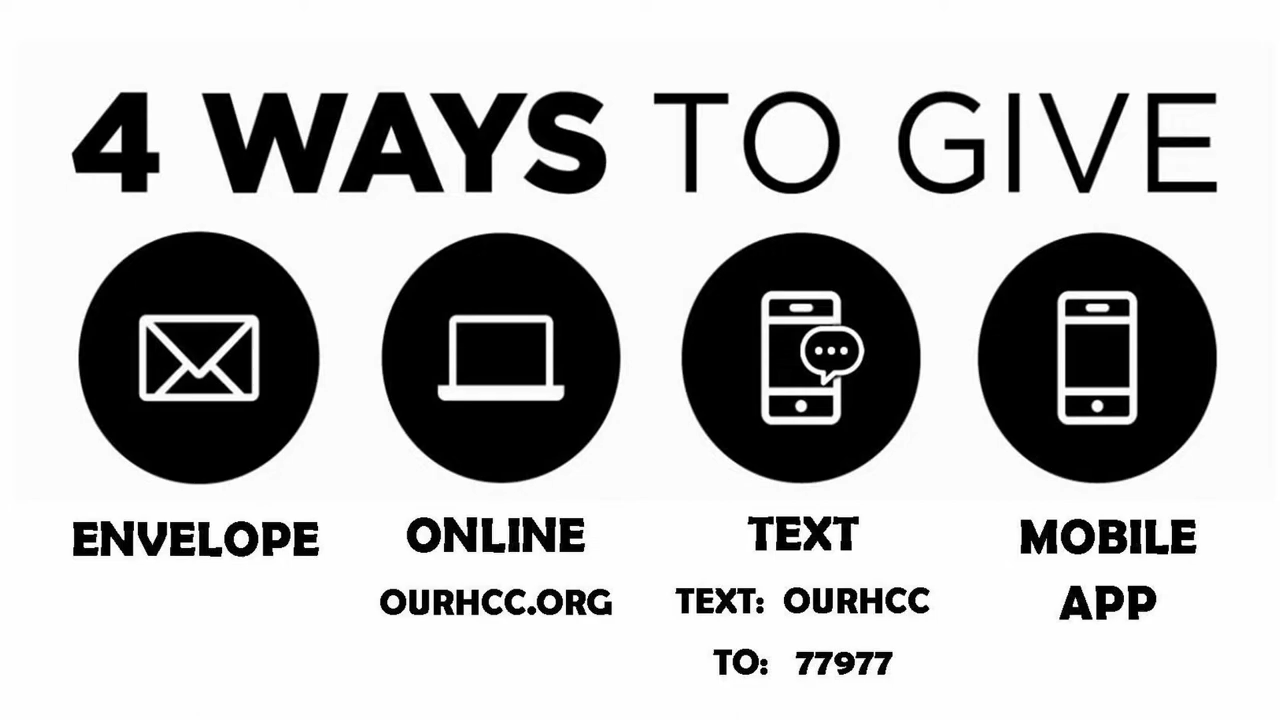 4 WAYS TO GIVE
ENVELOPE
ONLINE
OURHCC.ORG
TEXT
TEXT: OURHCC
TO: 77977
MOBILE
APP